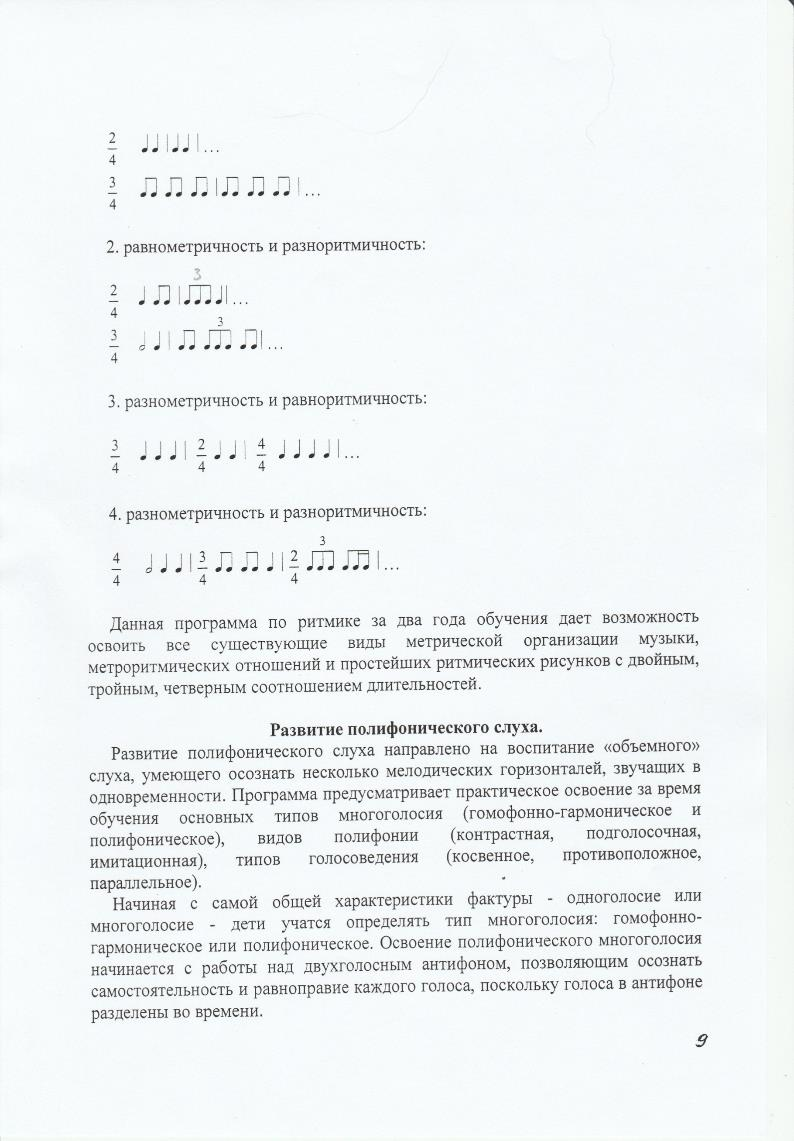 2
4
♩♩|♩♩|...
3
4
♫ ♫ ♫|♫ ♫ ♫|...
2. равнометричность и разноритмичность:
3
2
4
...
3
3
4
...
3. разнометричность и равноритмичность:
3
4
♩ ♩ ♩|
2
4
♩ ♩|
4
4
♩ ♩ ♩ ♩|...
4. разнометричность и разноритмичность:
3
4
4
3
4
2
4
...
Данная программа по ритмике за два года обучения дает возможность
освоить все существующие виды метрической организации музыки,
метроритмических отношений и простейших ритмических рисунков с двойным,
тройным, четверным соотношением длительностей.
Развитие полифонического слуха.
Развитие полифонического слуха направлено на воспитание «объемного»
слуха, умеющего осознать несколько мелодических горизонталей, звучащих в
одновременности. Программа предусматривает практическое освоение за время
обучения основных типов многоголосия (гомофонно-гармоническое и
полифоническое), видов полифонии (контрастная, подголосочная,
имитационная), типов голосоведения (косвенное, противоположное,
параллельное).
Начиная с самой общей характеристики фактуры - одноголосие или
многоголосие - дети учатся определять тип многоголосия: гомофонно-
гармоническое или полифоническое. Освоение полифонического многоголосия
начинается с работы над двухголосным антифоном, позволяющим осознать
самостоятельность и равноправие каждого голоса, поскольку голоса в антифоне
разделены во времени.
9